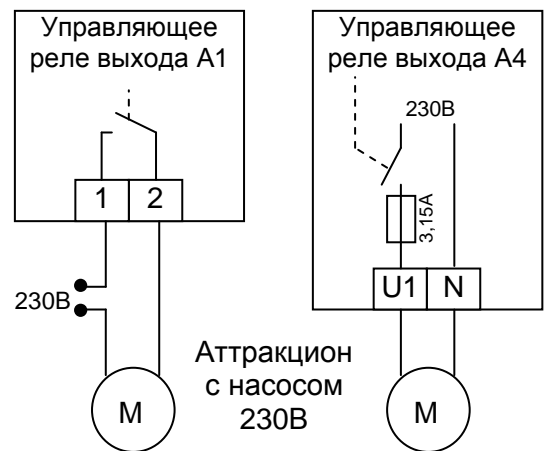 Управляющее
реле выхода А1
1 2
230В
М
Управляющее
реле выхода А4
230В
3,15А
U1 N
М
Аттракцион
с насосом
230В